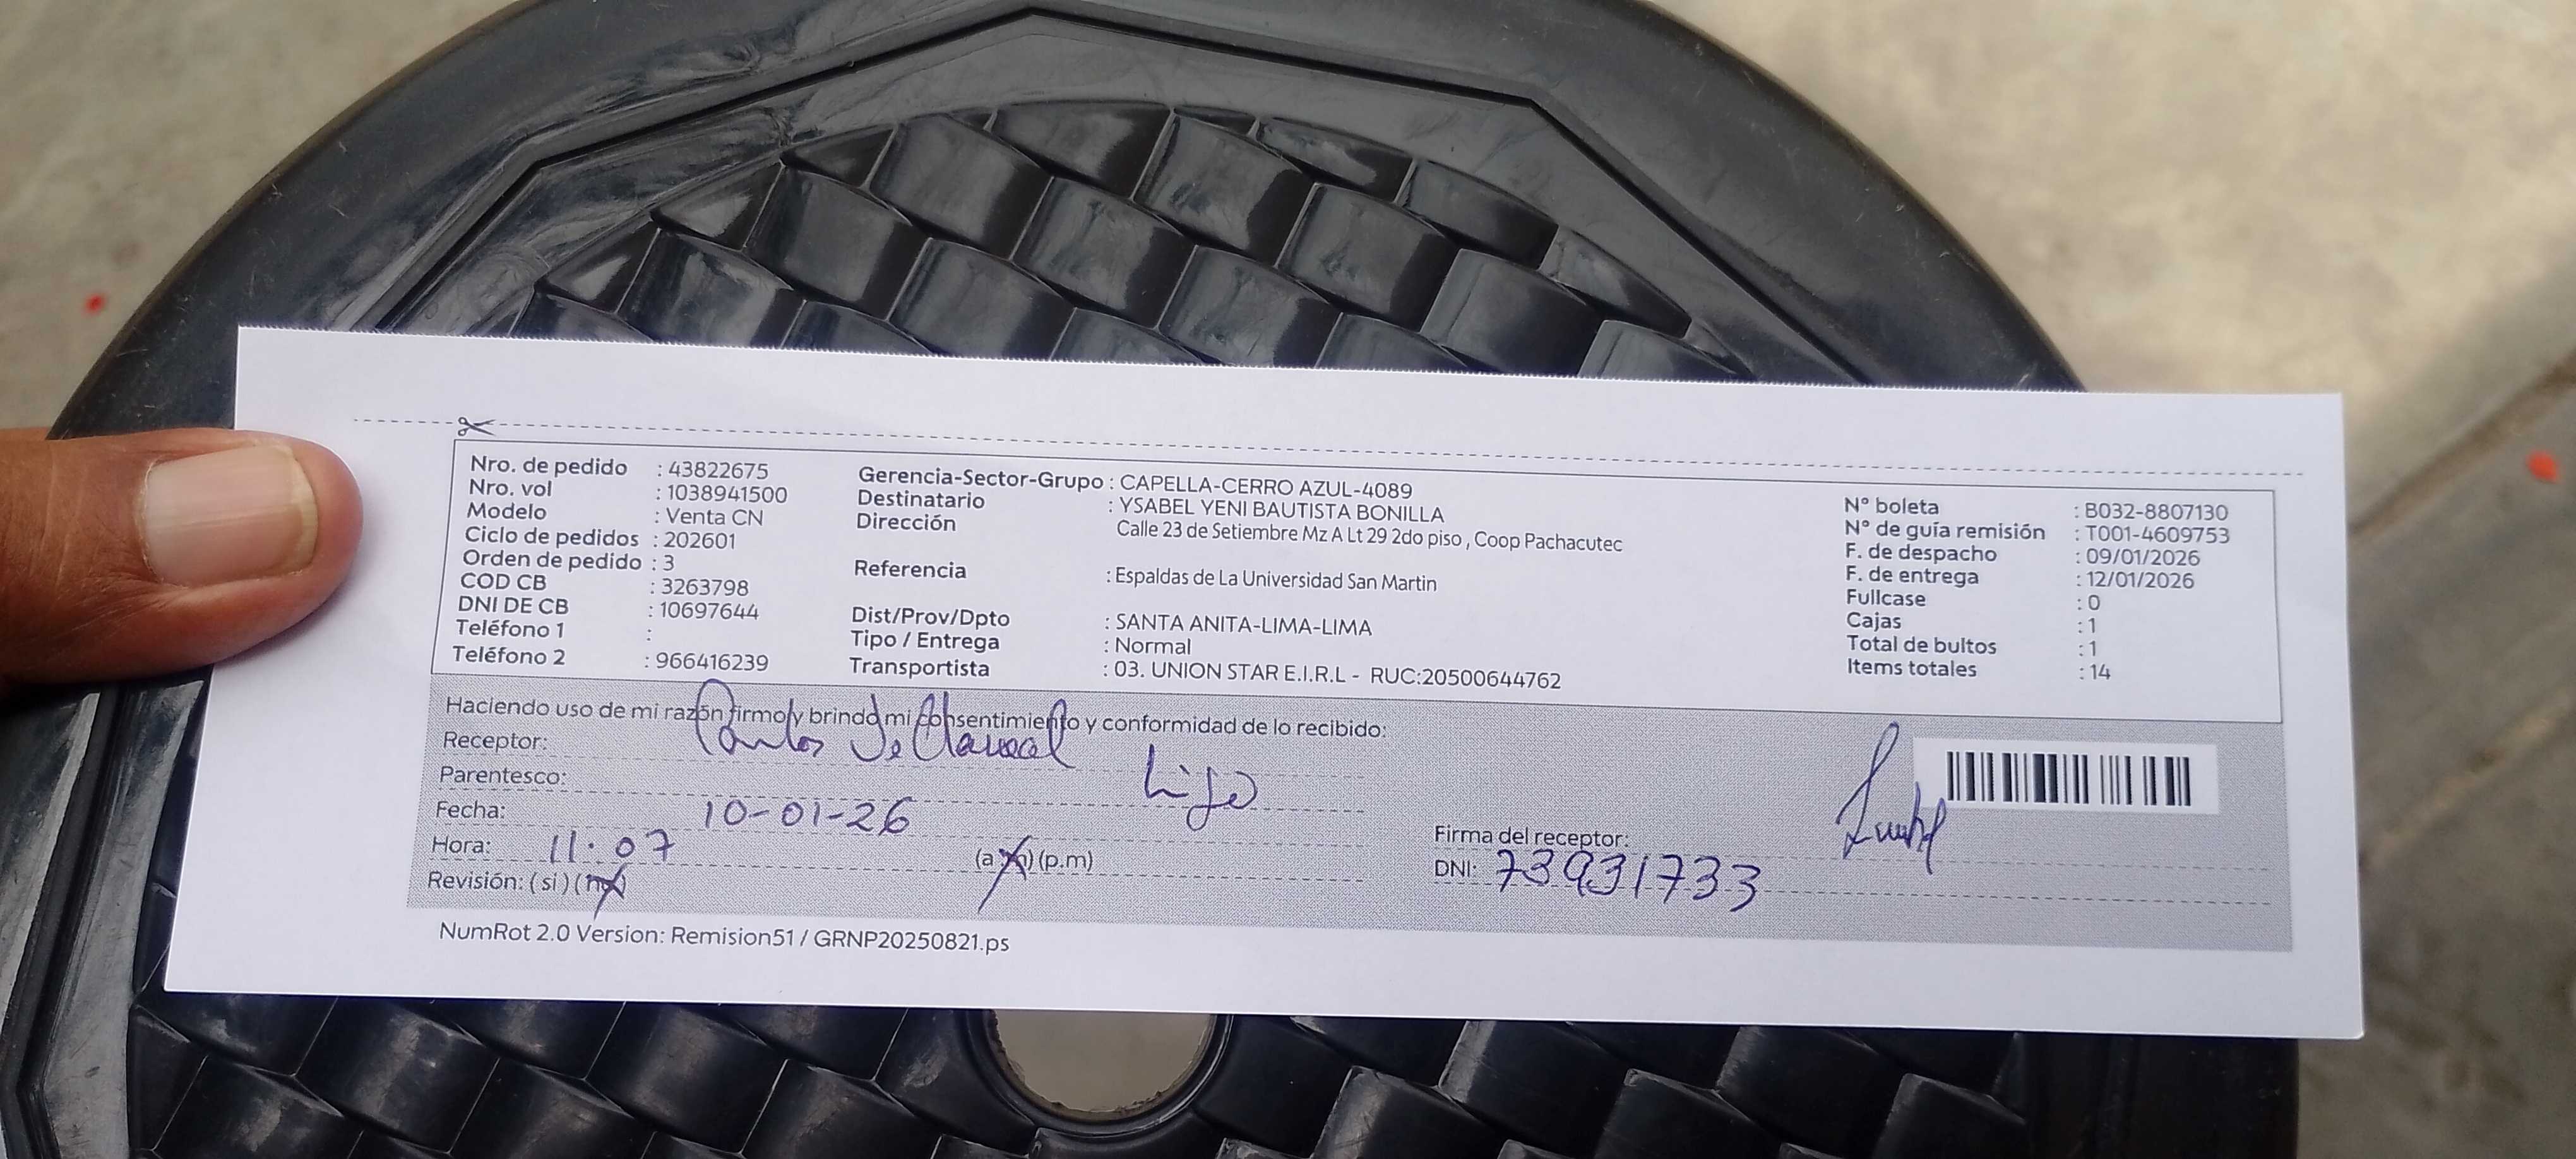 Nro. de pedido : 43822675
Nro. vol : 1038941500
Modelo : Venta CN
Ciclo de pedidos : 202601
Orden de pedido : 3
COD CB : 3263798
DNI DE CB : 10697644
Teléfono 1 :
Teléfono 2 : 966416239
Gerencia-Sector-Grupo : CAPELLA-CERRO AZUL-4089
Destinatario : YSABEL YENI BAUTISTA BONILLA
Dirección Calle 23 de Setiembre Mz A Lt 29 2do piso , Coop Pachacutec
Referencia : Espaldas de La Universidad San Martin
Dist/Prov/Dpto : SANTA ANITA-LIMA-LIMA
Tipo / Entrega : Normal
Transportista : 03. UNION STAR E.I.R.L - RUC:20500644762
N° boleta : B032-8807130
N° de guía remisión : T001-4609753
F. de despacho : 09/01/2026
F. de entrega : 12/01/2026
Fullcase : 0
Cajas : 1
Total de bultos : 1
Items totales : 14
Haciendo uso de mi razón firmo y brindo mi consentimiento y conformidad de lo recibido:
Receptor:
Parentesco: hijo
Fecha: 10-01-26
Hora: 11:07 (a.m) (p.m)
Revisión: (si) (no)
Firma del receptor:
DNI: 73931733
NumRot 2.0 Version: Remision51 / GRNP20250821.ps